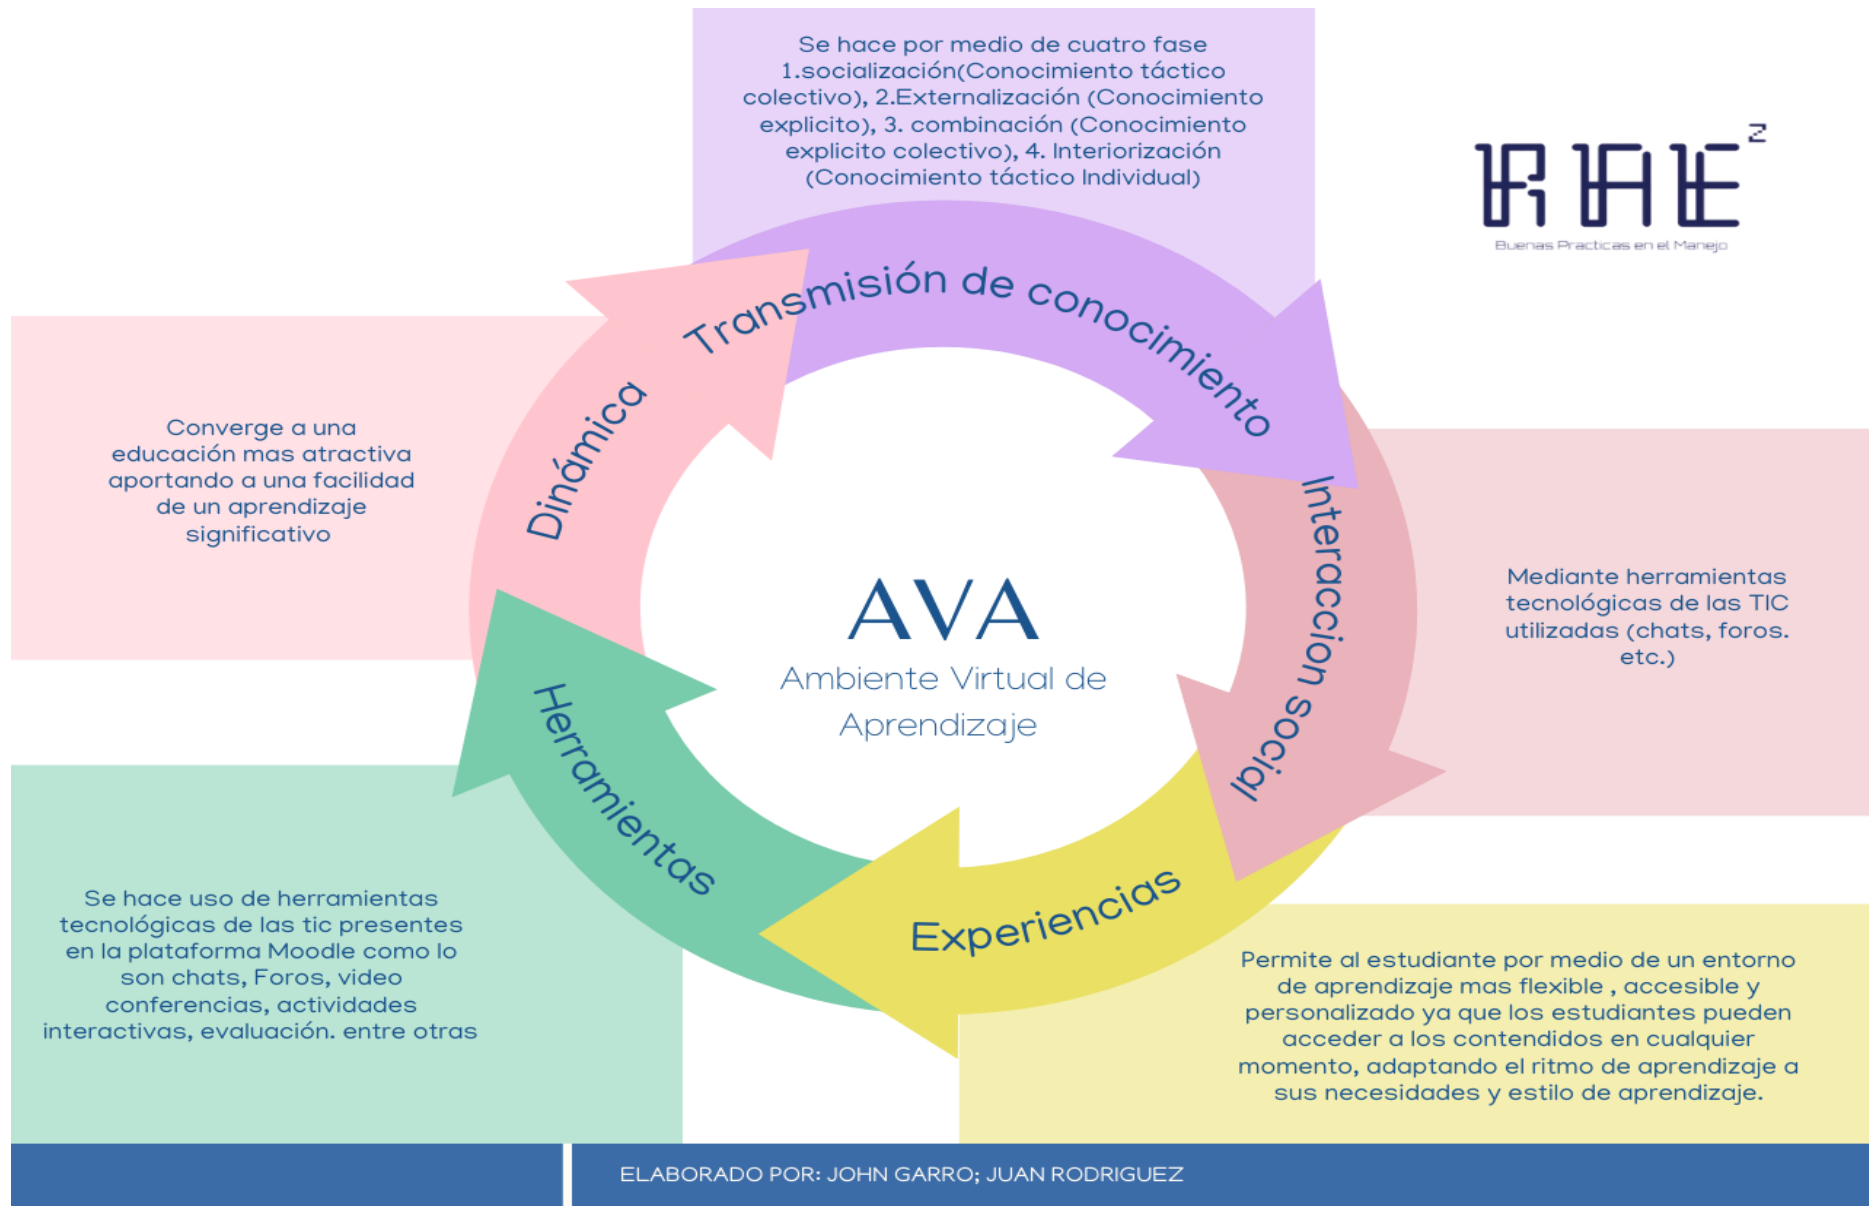 Se hace por medio de cuatro fase
1.socialización(Conocimiento táctico
colectivo), 2.Externalización (Conocimiento
explicito), 3. combinación (Conocimiento
explicito colectivo), 4. Interiorización
(Conocimiento táctico Individual)
RAE2
Buenas Practicas en el Manejo
Transmisión de conocimiento
Dinámica
Converge a una
educación mas atractiva
aportando a una facilidad
de un aprendizaje
significativo
Interaccion social
Mediante herramientas
tecnológicas de las TIC
utilizadas (chats, foros.
etc.)
AVA
Ambiente Virtual de
Aprendizaje
Herramientas
Experiencias
Se hace uso de herramientas
tecnológicas de las tic presentes
en la plataforma Moodle como lo
son chats, Foros, video
conferencias, actividades
interactivas, evaluación. entre otras
Permite al estudiante por medio de un entorno
de aprendizaje mas flexible , accesible y
personalizado ya que los estudiantes pueden
acceder a los contendidos en cualquier
momento, adaptando el ritmo de aprendizaje a
sus necesidades y estilo de aprendizaje.
ELABORADO POR: JOHN GARRO; JUAN RODRIGUEZ